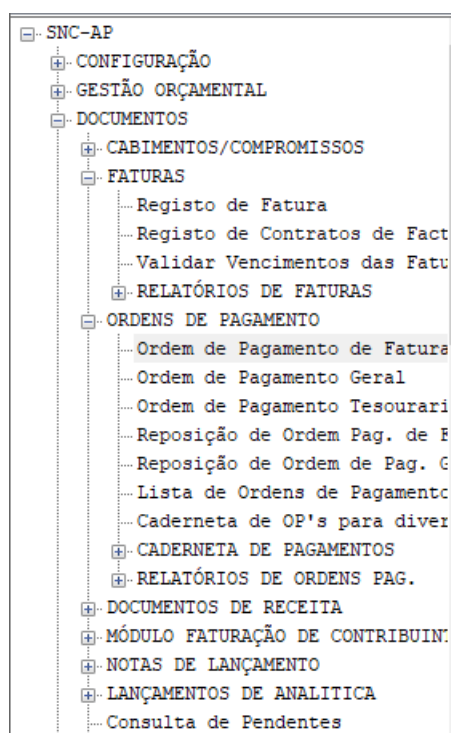 SNC-AP
CONFIGURAÇÃO
GESTÃO ORÇAMENTAL
DOCUMENTOS
CABIMENTOS/COMPROMISSOS
FATURAS
Registo de Fatura
Registo de Contratos de Fact
Validar Vencimentos das Fatu
RELATÓRIOS DE FATURAS
ORDENS DE PAGAMENTO
Ordem de Pagamento de Fatura
Ordem de Pagamento Geral
Ordem de Pagamento Tesourari
Reposição de Ordem Pag. de F
Reposição de Ordem de Pag. G
Lista de Ordens de Pagamento
Caderneta de OP's para diver
CADERNETA DE PAGAMENTOS
RELATÓRIOS DE ORDENS PAG.
DOCUMENTOS DE RECEITA
MÓDULO FATURAÇÃO DE CONTRIBUINT
NOTAS DE LANÇAMENTO
LANÇAMENTOS DE ANALITICA
Consulta de Pendentes